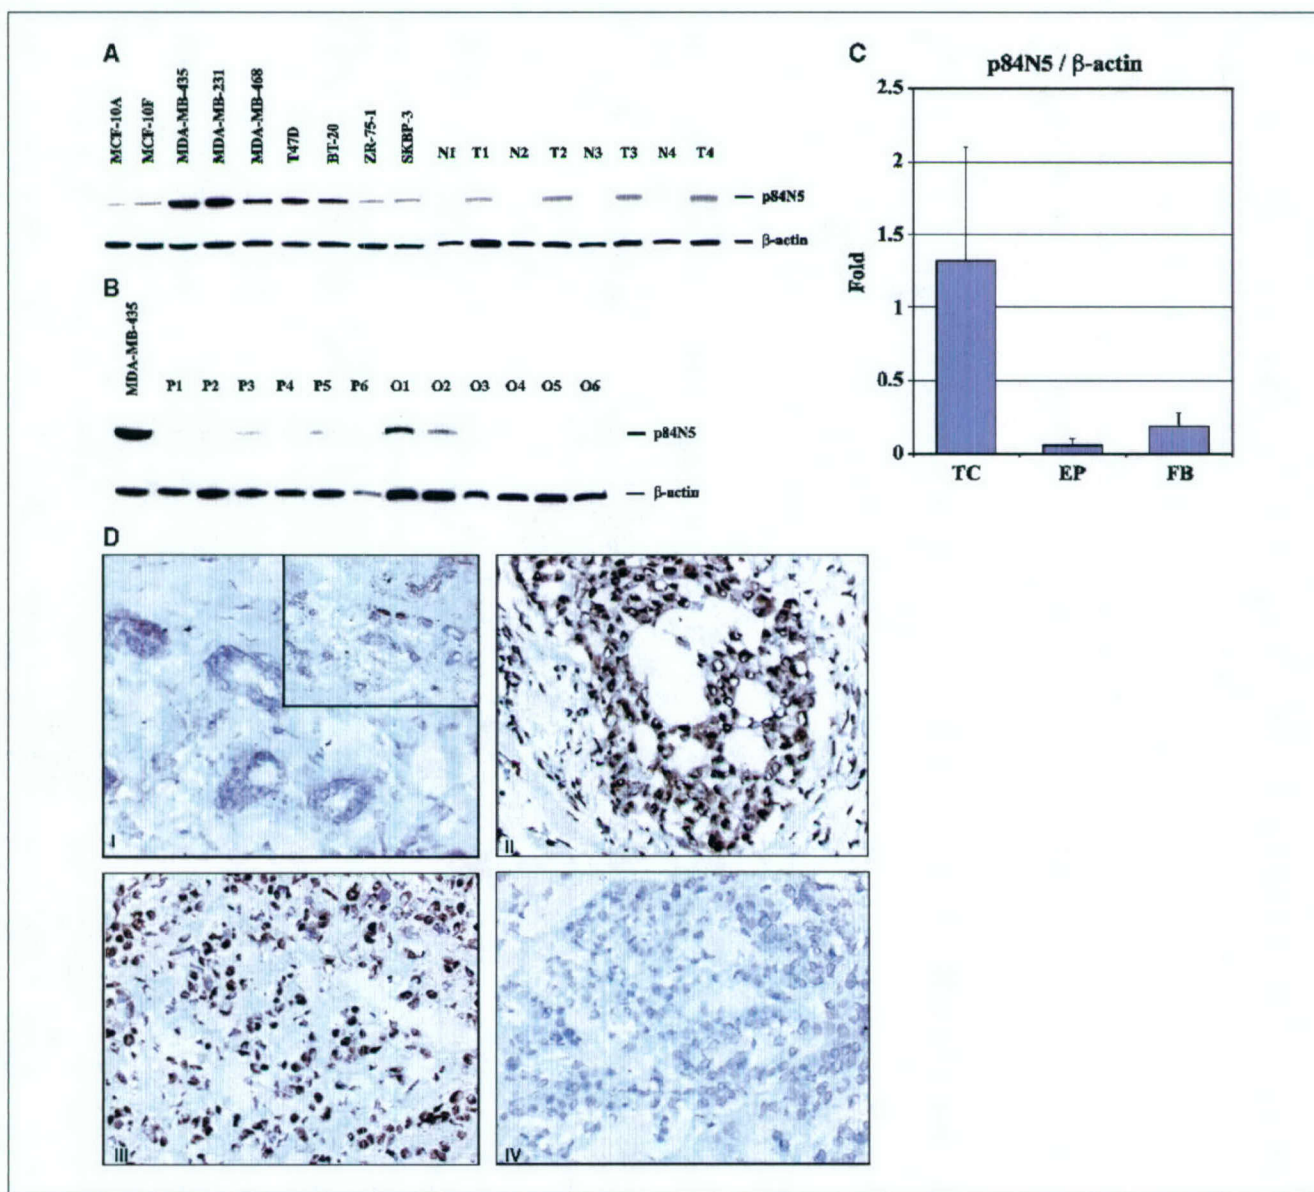 A
MCF-10A
MCF-10F
MDA-MB-435
MDA-MB-231
MDA-MB-468
T47D
BT-20
ZR-75-1
SKBP-3
N1 T1 N2 T2 N3 T3 N4 T4
p84N5
β-actin
B
MDA-MB-435
P1 P2 P3 P4 P5 P6 O1 O2 O3 O4 O5 O6
p84N5
β-actin
C
p84N5 / β-actin
2.5
2
1.5
1
0.5
0
Fold
TC EP FB
D
I
II
III
IV